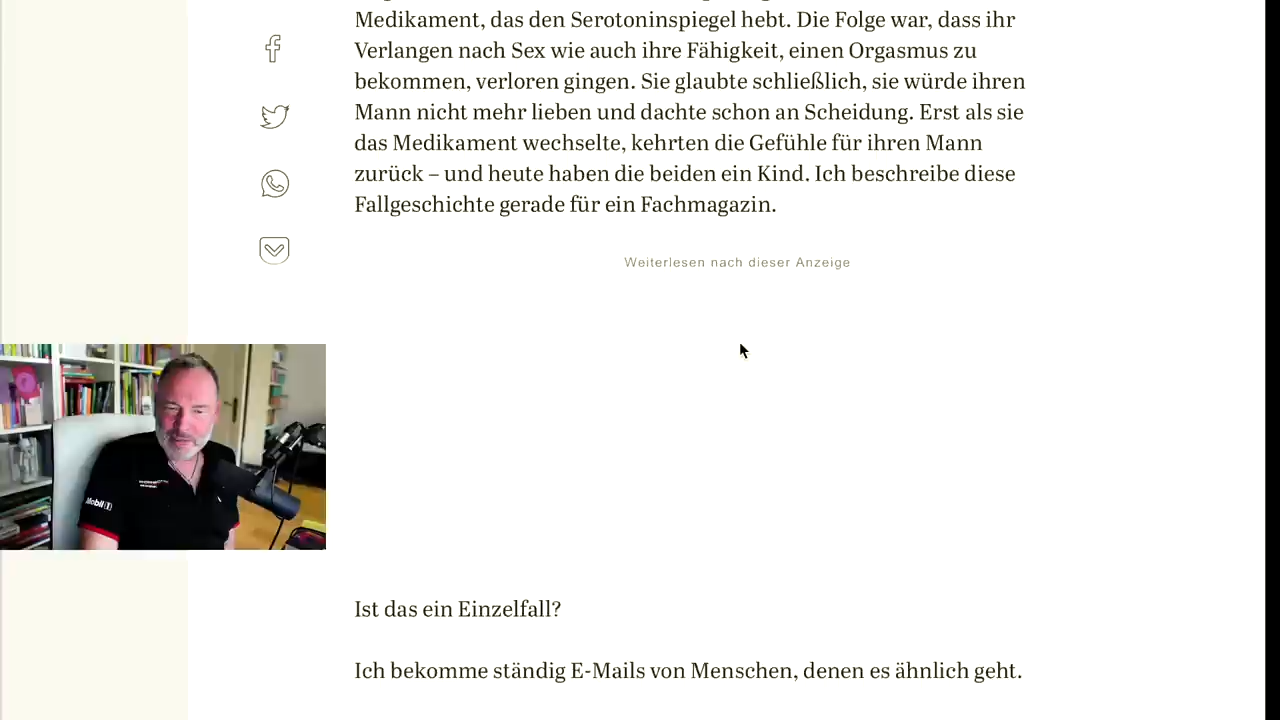 Medikament, das den Serotoninspiegel hebt. Die Folge war, dass ihr
Verlangen nach Sex wie auch ihre Fähigkeit, einen Orgasmus zu
bekommen, verloren gingen. Sie glaubte schließlich, sie würde ihren
Mann nicht mehr lieben und dachte schon an Scheidung. Erst als sie
das Medikament wechselte, kehrten die Gefühle für ihren Mann
zurück – und heute haben die beiden ein Kind. Ich beschreibe diese
Fallgeschichte gerade für ein Fachmagazin.
Weiterlesen nach dieser Anzeige
Mobil 1
Ist das ein Einzelfall?
Ich bekomme ständig E-Mails von Menschen, denen es ähnlich geht.